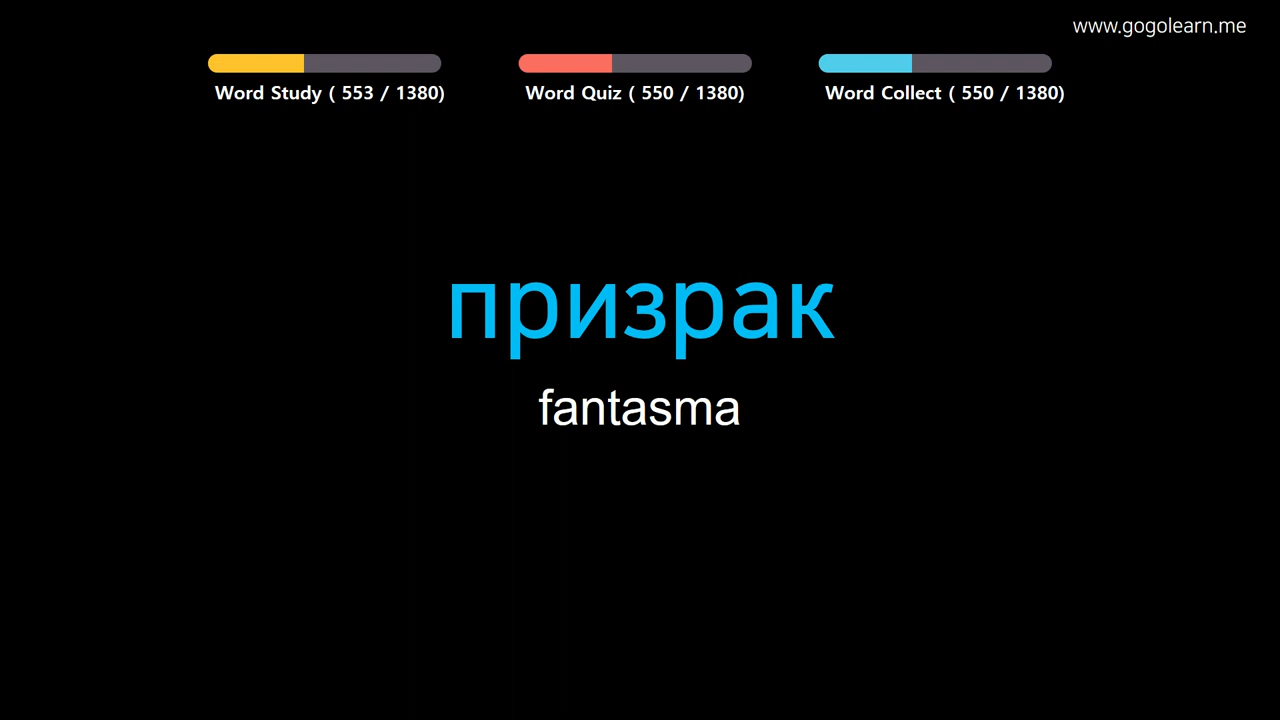 www.gogolearn.me
Word Study ( 553 / 1380) Word Quiz ( 550 / 1380) Word Collect ( 550 / 1380)
призрак
fantasma